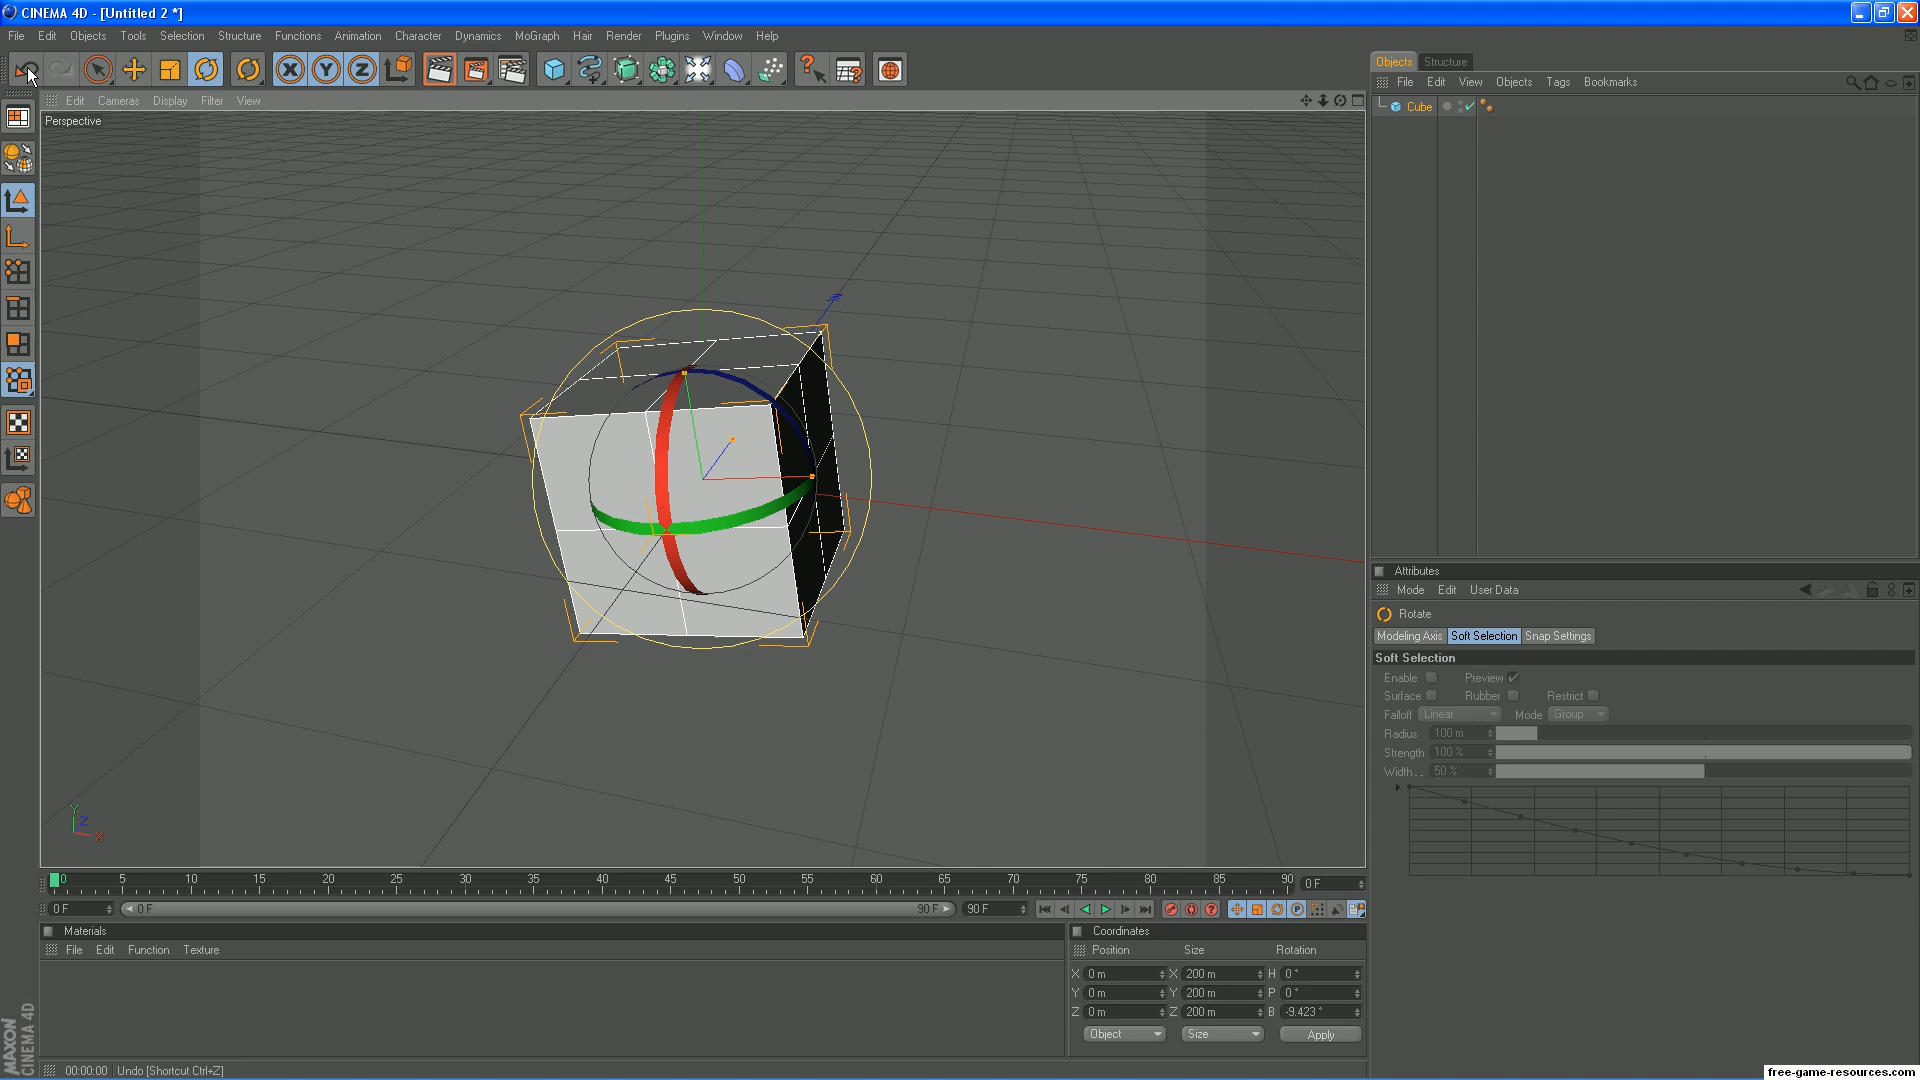 CINEMA 4D - [Untitled 2 *]
File Edit Objects Tools Selection Structure Functions Animation Character Dynamics MoGraph Hair Render Plugins Window Help
X Y Z
Edit Cameras Display Filter View
Perspective
Y Z X
0 5 10 15 20 25 30 35 40 45 50 55 60 65 70 75 80 85 90 0 F
0 F 0 F 90 F 90 F
Materials
File Edit Function Texture
Coordinates
Position Size Rotation
X 0 m X 200 m H 0 °
Y 0 m Y 200 m P 0 °
Z 0 m Z 200 m B -9.423 °
Object Size Apply
MAXON
CINEMA 4D
00:00:00 Undo [Shortcut Ctrl+Z]
Objects Structure
File Edit View Objects Tags Bookmarks
Cube
Attributes
Mode Edit User Data
Rotate
Modeling Axis Soft Selection Snap Settings
Soft Selection
Enable Preview
Surface Rubber Restrict
Falloff Linear Mode Group
Radius 100 m
Strength 100 %
Width . . 50 %
free-game-resources.com